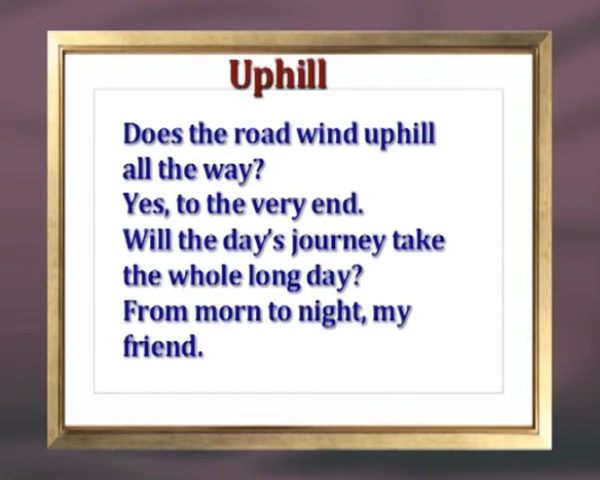 Uphill
Does the road wind uphill
all the way?
Yes, to the very end.
Will the day's journey take
the whole long day?
From morn to night, my
friend.